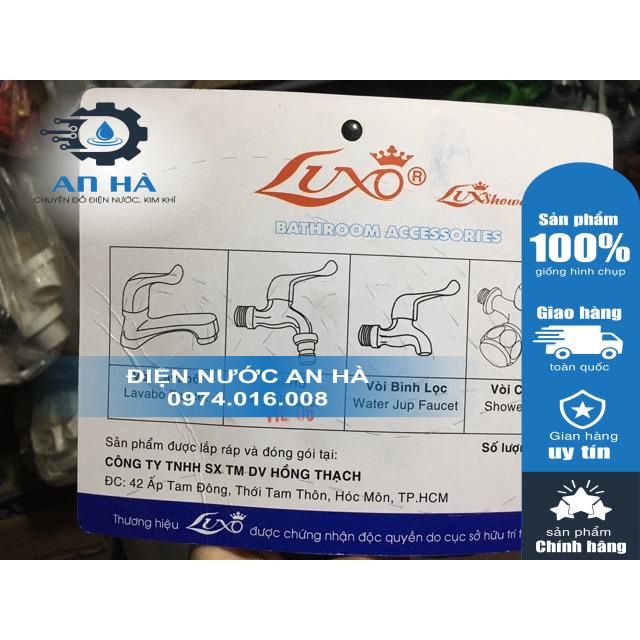 AN HÀ
CHUYÊN ĐỒ ĐIỆN NƯỚC, KIM KHÍ
LUXO®
LUX Showe
BATHROOM ACCESSORIES
Lavabo
Vòi Bình Lọc
Water Jup Faucet
Vòi C
Showe
ĐIỆN NƯỚC AN HÀ
0974.016.008
Sản phẩm được lắp ráp và đóng gói tại:
Số lượn
CÔNG TY TNHH SX TM DV HỒNG THẠCH
ĐC: 42 Ấp Tam Đông, Thới Tam Thôn, Hóc Môn, TP.HCM
Thương hiệu LUXO được chứng nhận độc quyền do cục sở hữu trí t
Sản phẩm
100%
giống hình chụp
Giao hàng
toàn quốc
Gian hàng
uy tín
sản phẩm
Chính hãng